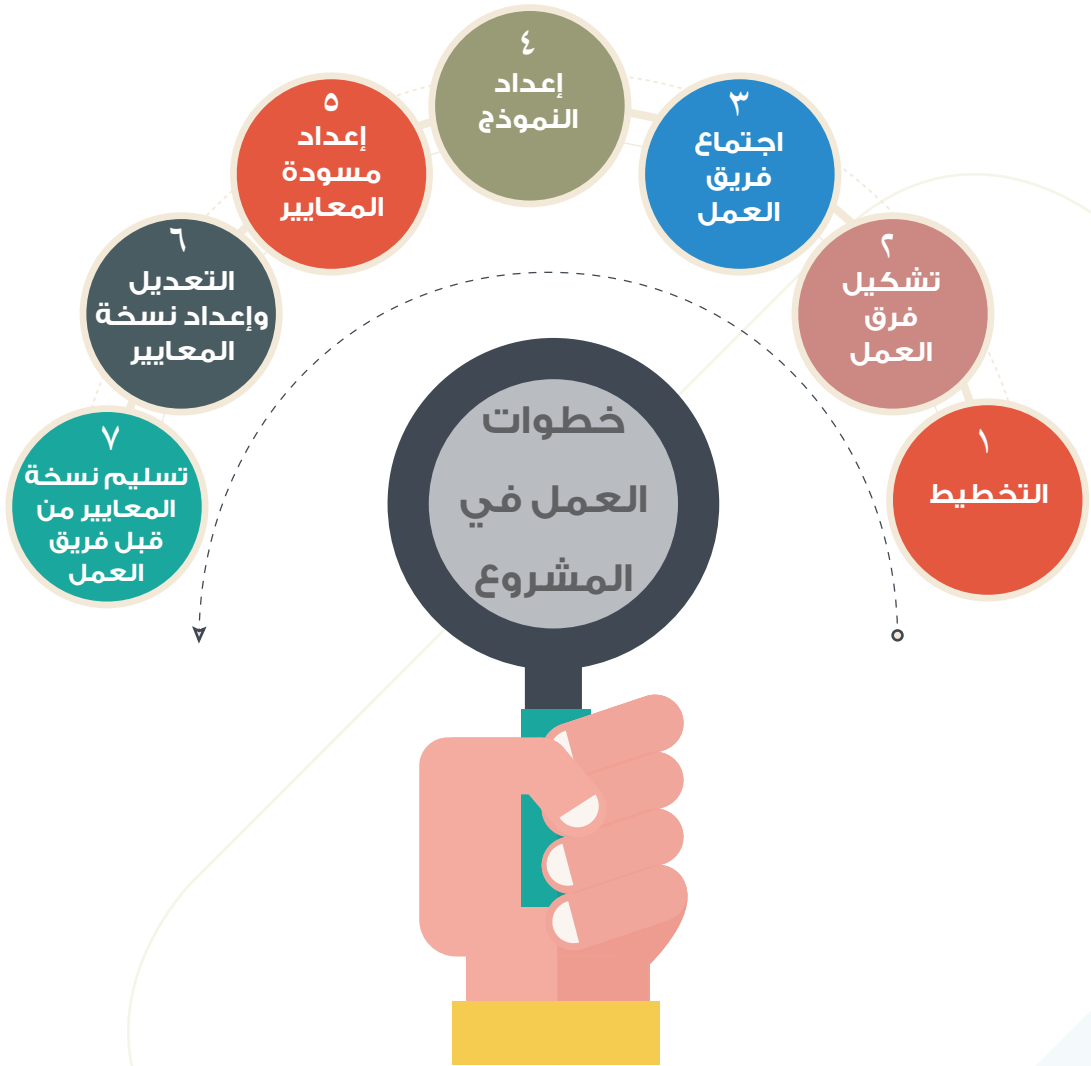 خطوات
العمل في
المشروع
١
التخطيط
٢
تشكيل
فرق
العمل
٣
اجتماع
فريق
العمل
٤
إعداد
النموذج
٥
إعداد
مسودة
المعايير
٦
التعديل
وإعداد نسخة
المعايير
٧
تسليم نسخة
المعايير من
قبل فريق
العمل